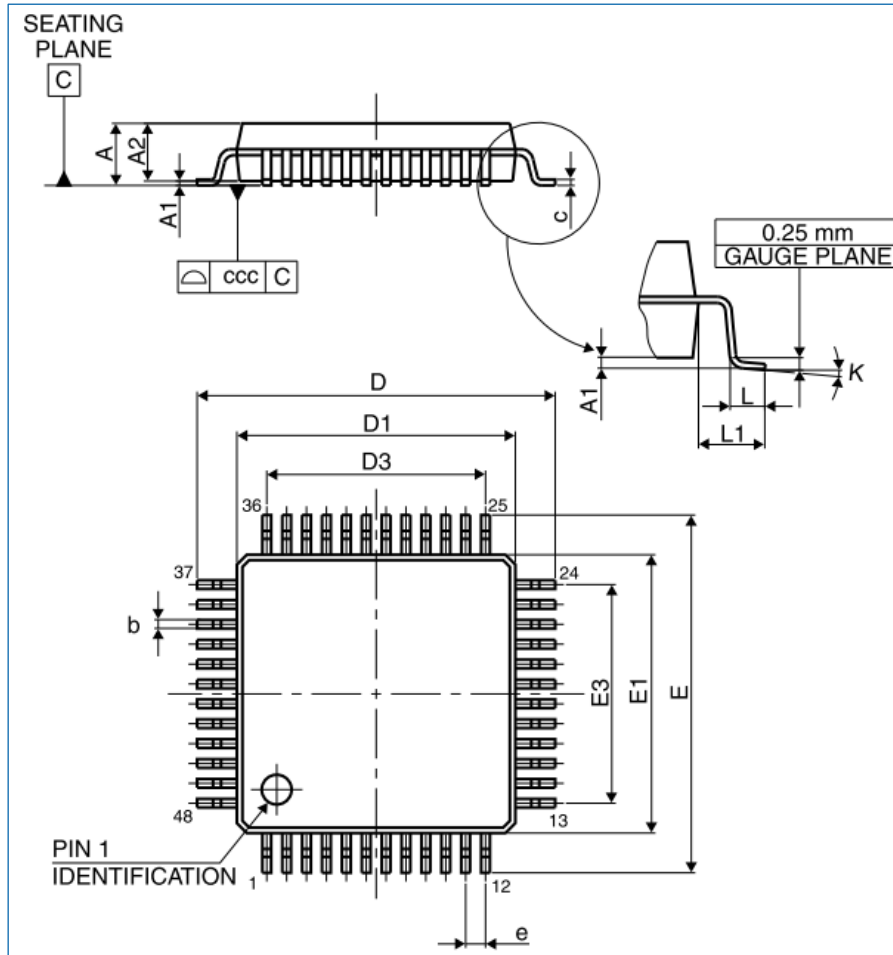 SEATING
PLANE
C
A
A2
A1
c
ccc C
0.25 mm
GAUGE PLANE
A1
K
L
L1
D
D1
D3
36
25
37
24
b
E3
E1
E
48
13
PIN 1
IDENTIFICATION
1
12
e